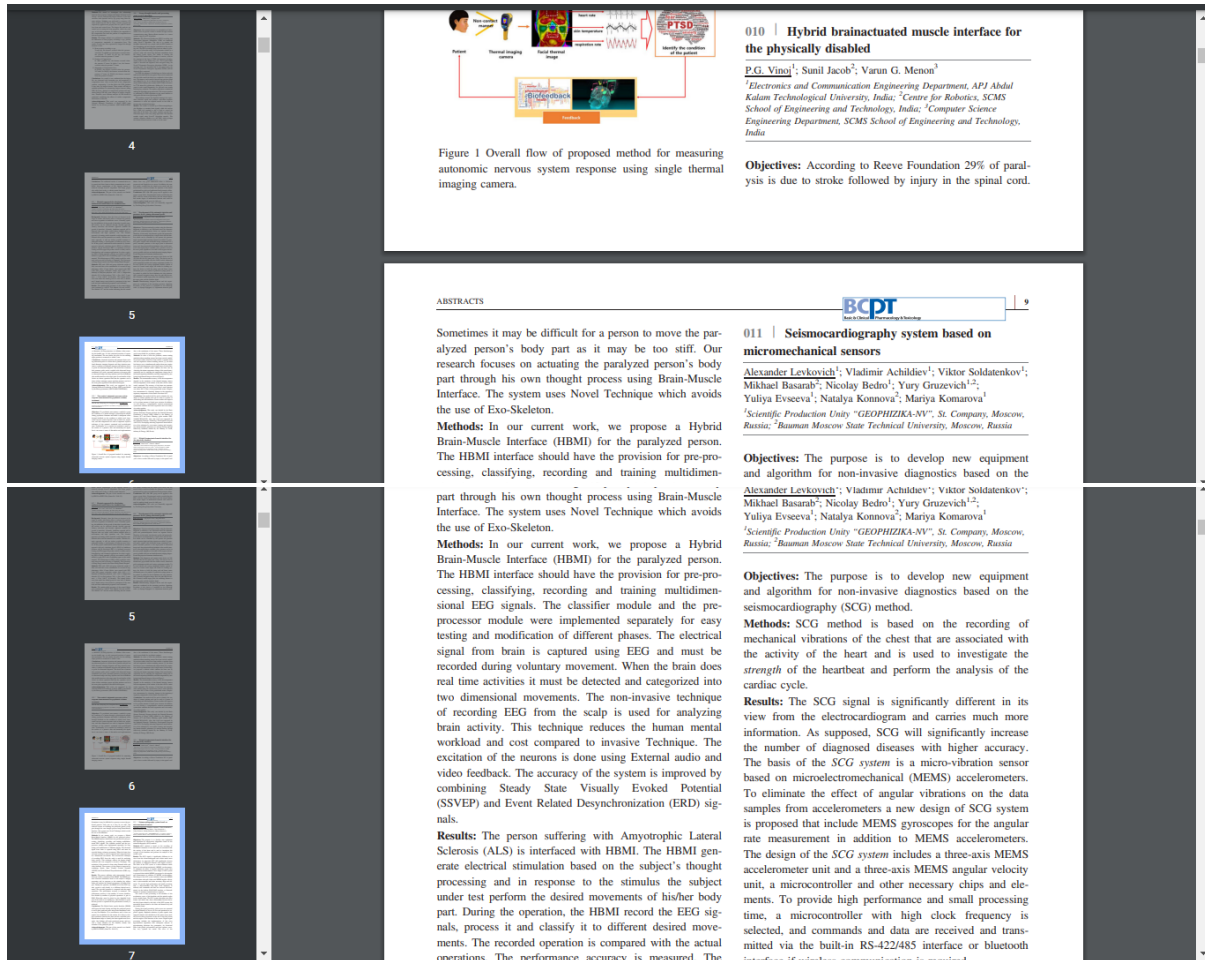 4
5
Non-contact manner
Patient
Thermal imaging camera
Facial thermal image
heart rate
skin temperature
respiration rate
PTSD
Identify the condition of the patient
Biofeedback
Feedback
Figure 1 Overall flow of proposed method for measuring
autonomic nervous system response using single thermal
imaging camera.
010 | Hybrid brainactuated muscle interface for
the physically disabled
P.G. Vinoj1; Sunil Jacob2; Varun G. Menon3
1Electronics and Communication Engineering Department, APJ Abdul
Kalam Technological University, India; 2Centre for Robotics, SCMS
School of Engineering and Technology, India; 3Computer Science
Engineering Department, SCMS School of Engineering and Technology,
India
Objectives: According to Reeve Foundation 29% of paral-
ysis is due to stroke followed by injury in the spinal cord.
ABSTRACTS
BCPT
Basic & Clinical Pharmacology & Toxicology
9
Sometimes it may be difficult for a person to move the par-
alyzed person's body part as it may be too stiff. Our
research focuses on actuating the paralyzed person's body
part through his own thought process using Brain-Muscle
Interface. The system uses Novel Technique which avoids
the use of Exo-Skeleton.
Methods: In our current work, we propose a Hybrid
Brain-Muscle Interface (HBMI) for the paralyzed person.
The HBMI interface should have the provision for pre-pro-
cessing, classifying, recording and training multidimen-
011 | Seismocardiography system based on
micromechanical sensors
Alexander Levkovich1; Vladimir Achildiev1; Viktor Soldatenkov1;
Mikhael Basarab2; Nicolay Bedro1; Yury Gruzevich1,2;
Yuliya Evseeva1; Natalya Konnova2; Mariya Komarova1
1Scientific Production Unity "GEOPHIZIKA-NV", St. Company, Moscow,
Russia; 2Bauman Moscow State Technical University, Moscow, Russia
Objectives: The purpose is to develop new equipment
and algorithm for non-invasive diagnostics based on the
5
6
7
part through his own thought process using Brain-Muscle
Interface. The system uses Novel Technique which avoids
the use of Exo-Skeleton.
Methods: In our current work, we propose a Hybrid
Brain-Muscle Interface (HBMI) for the paralyzed person.
The HBMI interface should have the provision for pre-pro-
cessing, classifying, recording and training multidimen-
sional EEG signals. The classifier module and the pre-
processor module were implemented separately for easy
testing and modification of different phases. The electrical
signal from brain is captured using EEG and must be
recorded during voluntary movement. When the brain does
real time activities it must be detected and categorized into
two dimensional movements. The non-invasive technique
of recording EEG from the scalp is used for analyzing
brain activity. This technique reduces the human mental
workload and cost compared to invasive Technique. The
excitation of the neurons is done using External audio and
video feedback. The accuracy of the system is improved by
combining Steady State Visually Evoked Potential
(SSVEP) and Event Related Desynchronization (ERD) sig-
nals.
Results: The person suffering with Amyotrophic Lateral
Sclerosis (ALS) is interfaced with HBMI. The HBMI gen-
erate electrical stimulation based on the subject's thought
processing and in response to the stimulus the subject
under test perform the desired movements of his/her body
part. During the operation, the HBMI record the EEG sig-
nals, process it and classify it to different desired move-
ments. The recorded operation is compared with the actual
operations. The performance accuracy is measured. The
Alexander Levkovich1; Vladimir Achildiev1; Viktor Soldatenkov1;
Mikhael Basarab2; Nicolay Bedro1; Yury Gruzevich1,2;
Yuliya Evseeva1; Natalya Konnova2; Mariya Komarova1
1Scientific Production Unity "GEOPHIZIKA-NV", St. Company, Moscow,
Russia; 2Bauman Moscow State Technical University, Moscow, Russia
Objectives: The purpose is to develop new equipment
and algorithm for non-invasive diagnostics based on the
seismocardiography (SCG) method.
Methods: SCG method is based on the recording of
mechanical vibrations of the chest that are associated with
the activity of the heart and is used to investigate the
strength of the heartbeat and perform the analysis of the
cardiac cycle.
Results: The SCG signal is significantly different in its
view from the electrocardiogram and carries much more
information. As supposed, SCG will significantly increase
the number of diagnosed diseases with higher accuracy.
The basis of the SCG system is a micro-vibration sensor
based on microelectromechanical (MEMS) accelerometers.
To eliminate the effect of angular vibrations on the data
samples from accelerometers a new design of SCG system
is proposed that include MEMS gyroscopes for the angular
rate measurement in addition to MEMS accelerometers.
The design of the SCG system includes a three-axis MEMS
accelerometer unit and a three-axis MEMS angular velocity
unit, a microcontroller and other necessary chips and ele-
ments. To provide high performance and small processing
time, a microcontroller with high clock frequency is
selected, and commands and data are received and trans-
mitted via the built-in RS-422/485 interface or bluetooth
interface if wireless communication is required.